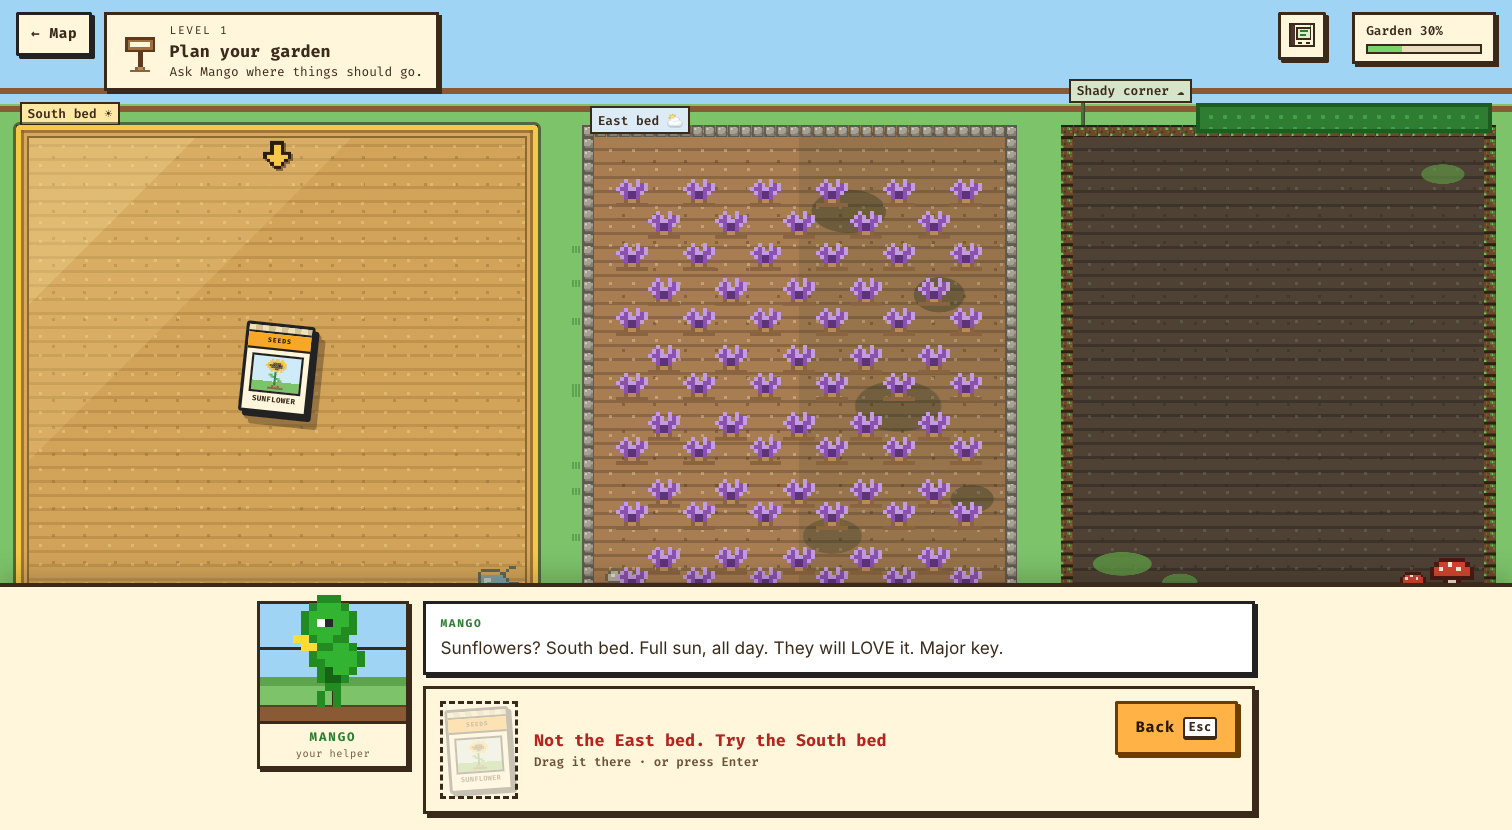 ← Map
LEVEL 1
Plan your garden
Ask Mango where things should go.
Garden 30%
South bed ☀
East bed ⛅
Shady corner ☁
SEEDS
SUNFLOWER
MANGO
your helper
MANGO
Sunflowers? South bed. Full sun, all day. They will LOVE it. Major key.
SEEDS
SUNFLOWER
Not the East bed. Try the South bed
Drag it there · or press Enter
Back Esc